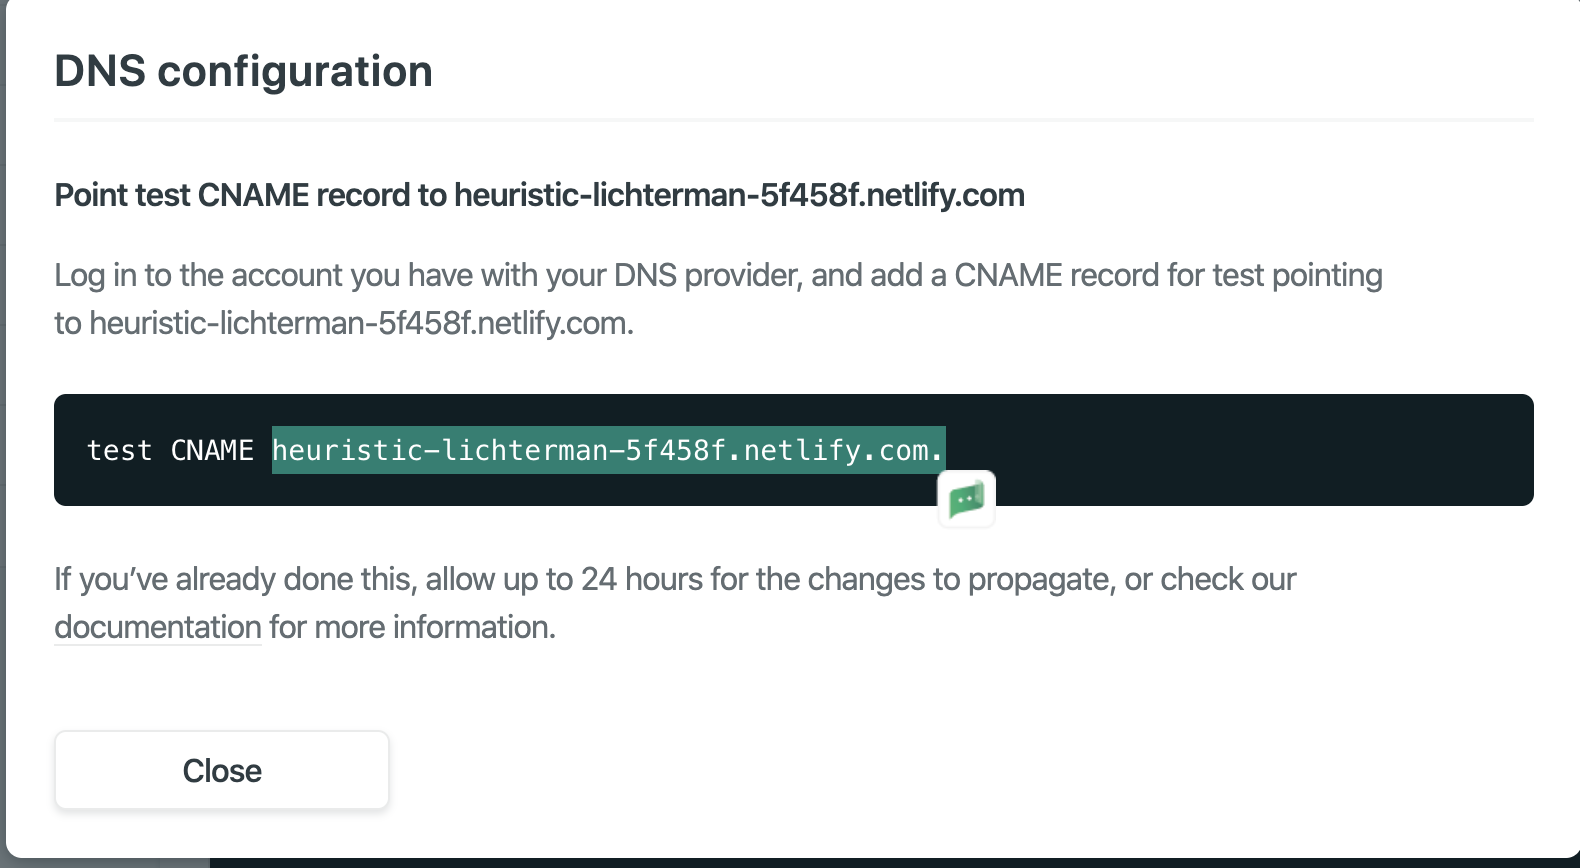 DNS configuration
Point test CNAME record to heuristic-lichterman-5f458f.netlify.com
Log in to the account you have with your DNS provider, and add a CNAME record for test pointing
to heuristic-lichterman-5f458f.netlify.com.
test CNAME heuristic-lichterman-5f458f.netlify.com.
If you’ve already done this, allow up to 24 hours for the changes to propagate, or check our
documentation for more information.
Close